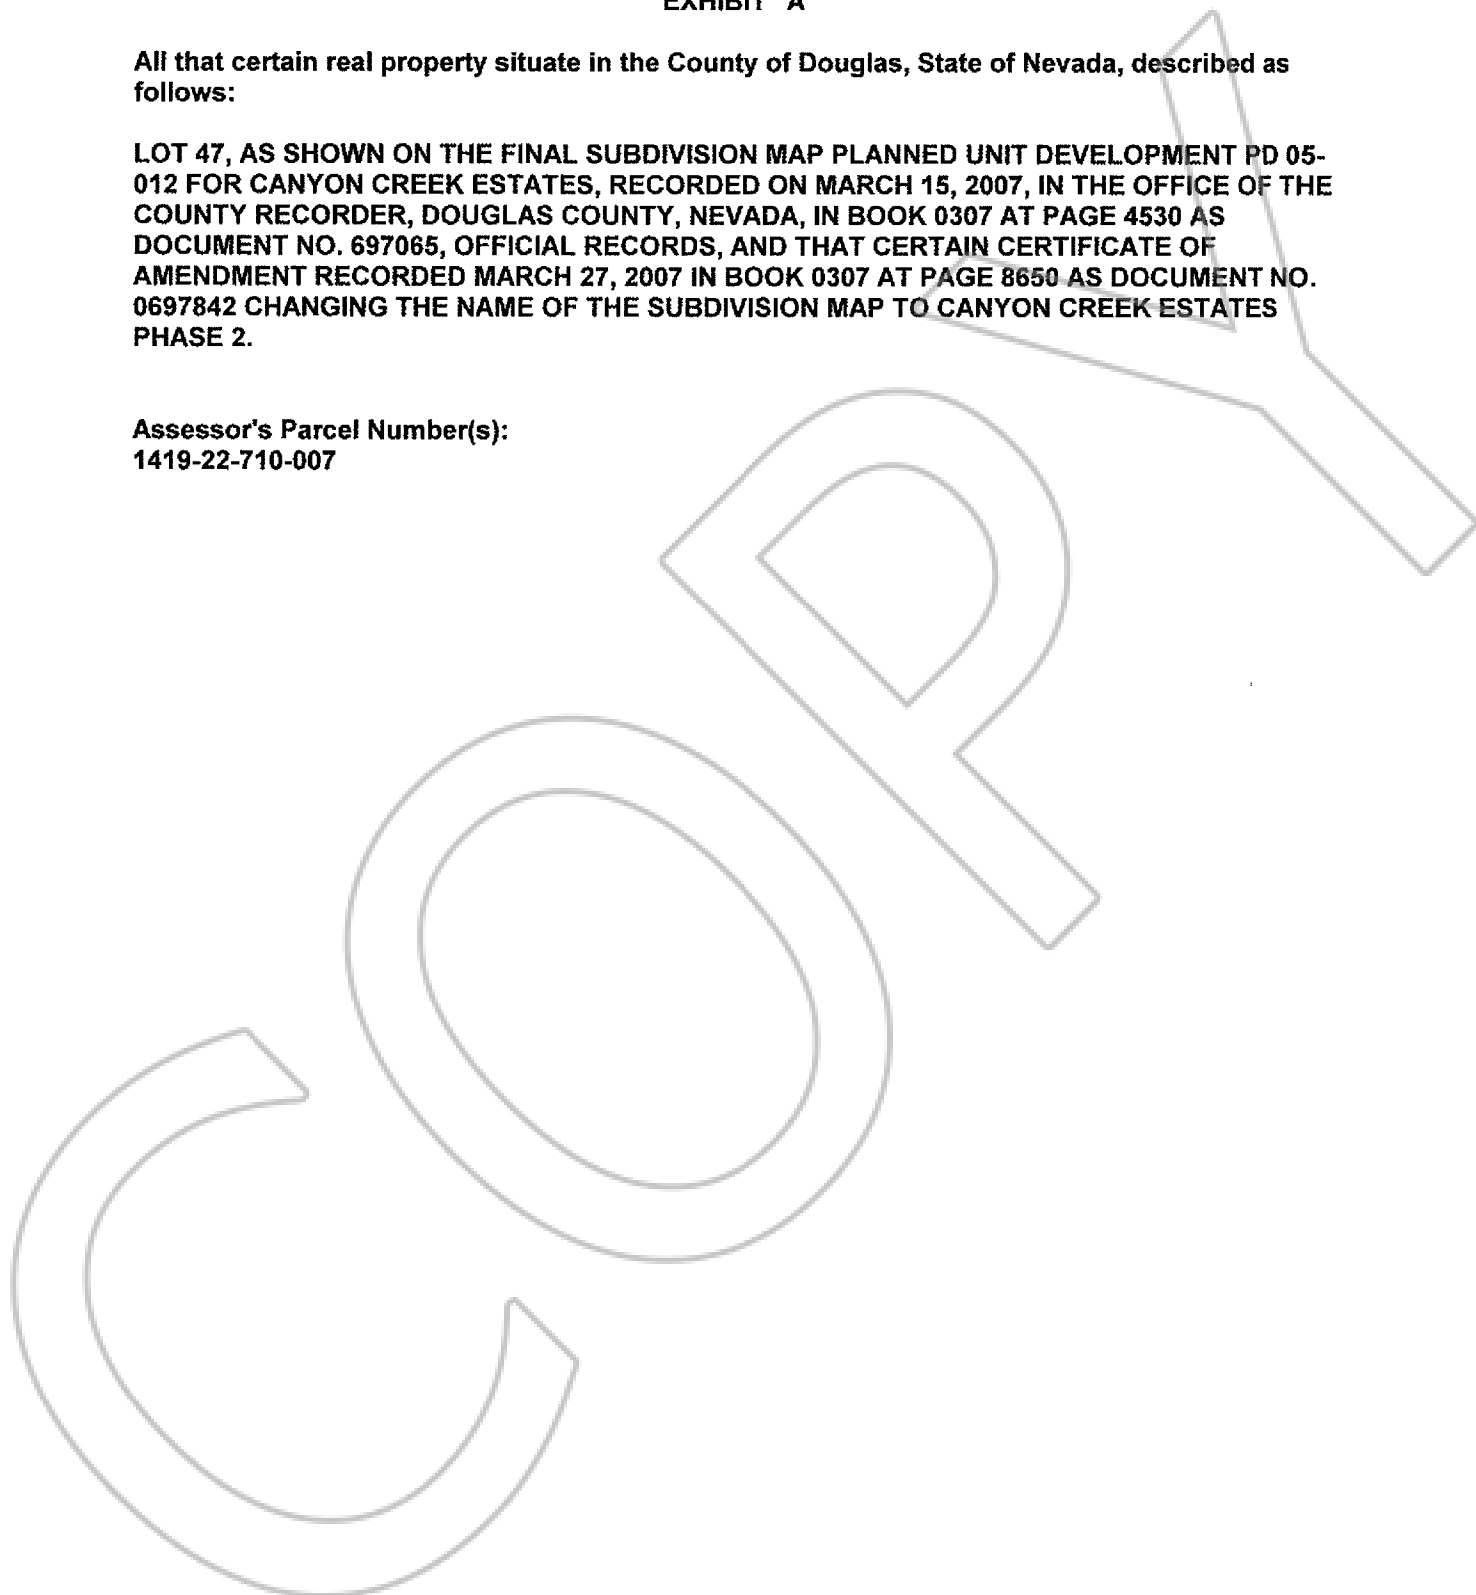 EXHIBIT "A"
All that certain real property situate in the County of Douglas, State of Nevada, described as
follows:
LOT 47, AS SHOWN ON THE FINAL SUBDIVISION MAP PLANNED UNIT DEVELOPMENT PD 05-
012 FOR CANYON CREEK ESTATES, RECORDED ON MARCH 15, 2007, IN THE OFFICE OF THE
COUNTY RECORDER, DOUGLAS COUNTY, NEVADA, IN BOOK 0307 AT PAGE 4530 AS
DOCUMENT NO. 697065, OFFICIAL RECORDS, AND THAT CERTAIN CERTIFICATE OF
AMENDMENT RECORDED MARCH 27, 2007 IN BOOK 0307 AT PAGE 8650 AS DOCUMENT NO.
0697842 CHANGING THE NAME OF THE SUBDIVISION MAP TO CANYON CREEK ESTATES
PHASE 2.
Assessor's Parcel Number(s):
1419-22-710-007
COPY